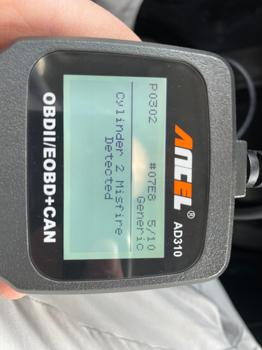 ANCEL® AD310
P0302 #07E8 5/10
Generic
Cylinder 2 Misfire
Detected
OBDII/EOBD+CAN